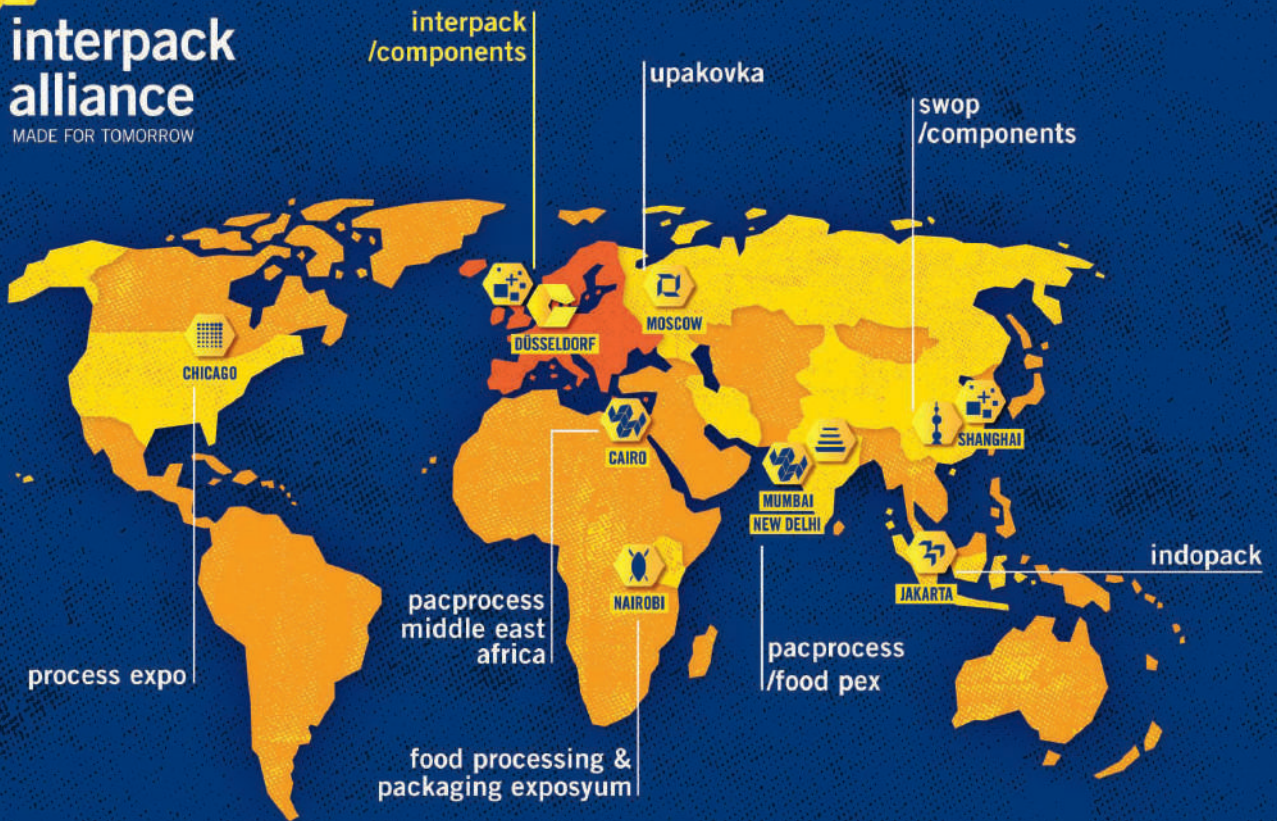 interpack
alliance
MADE FOR TOMORROW
interpack
/components
upakovka
swop
/components
CHICAGO
DÜSSELDORF
MOSCOW
CAIRO
SHANGHAI
MUMBAI
NEW DELHI
NAIROBI
JAKARTA
indopack
process expo
pacprocess
middle east
africa
pacprocess
/food pex
food processing &
packaging exposyum